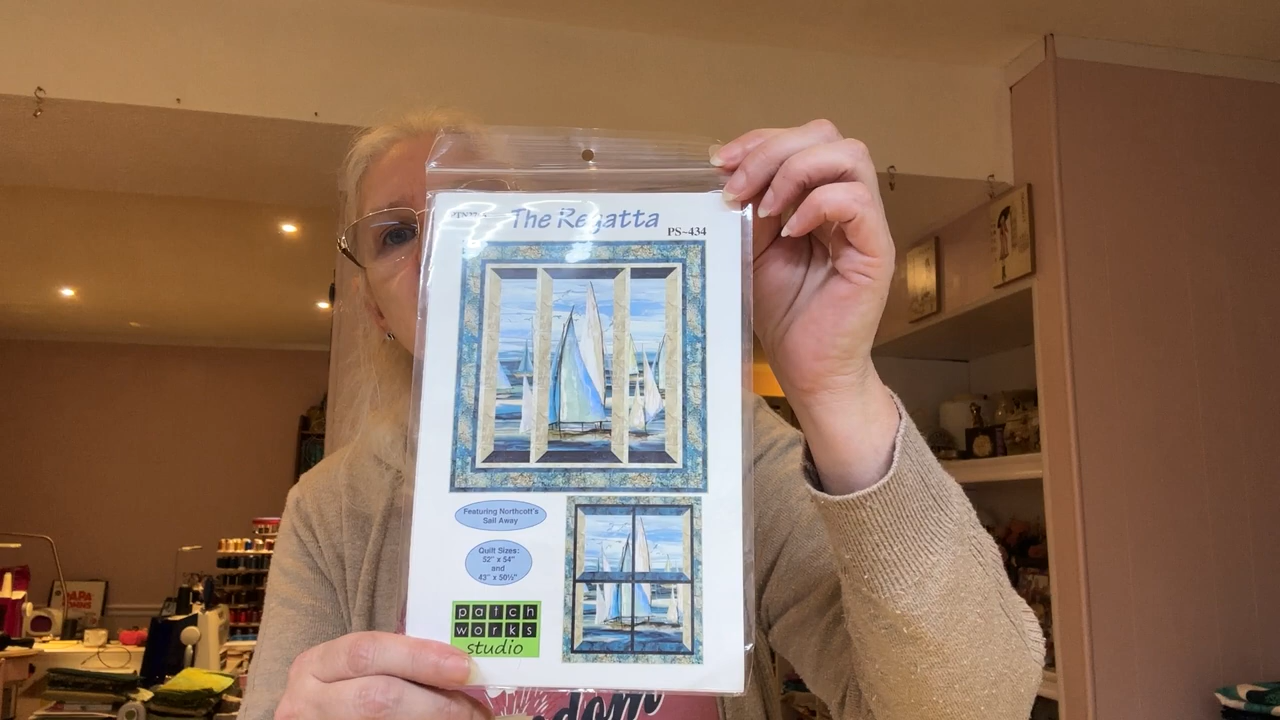 The Regatta
PS~434
Featuring Northcott's
Sail Away
Quilt Sizes:
52" x 54"
and
43" x 50½"
patch
works
studio